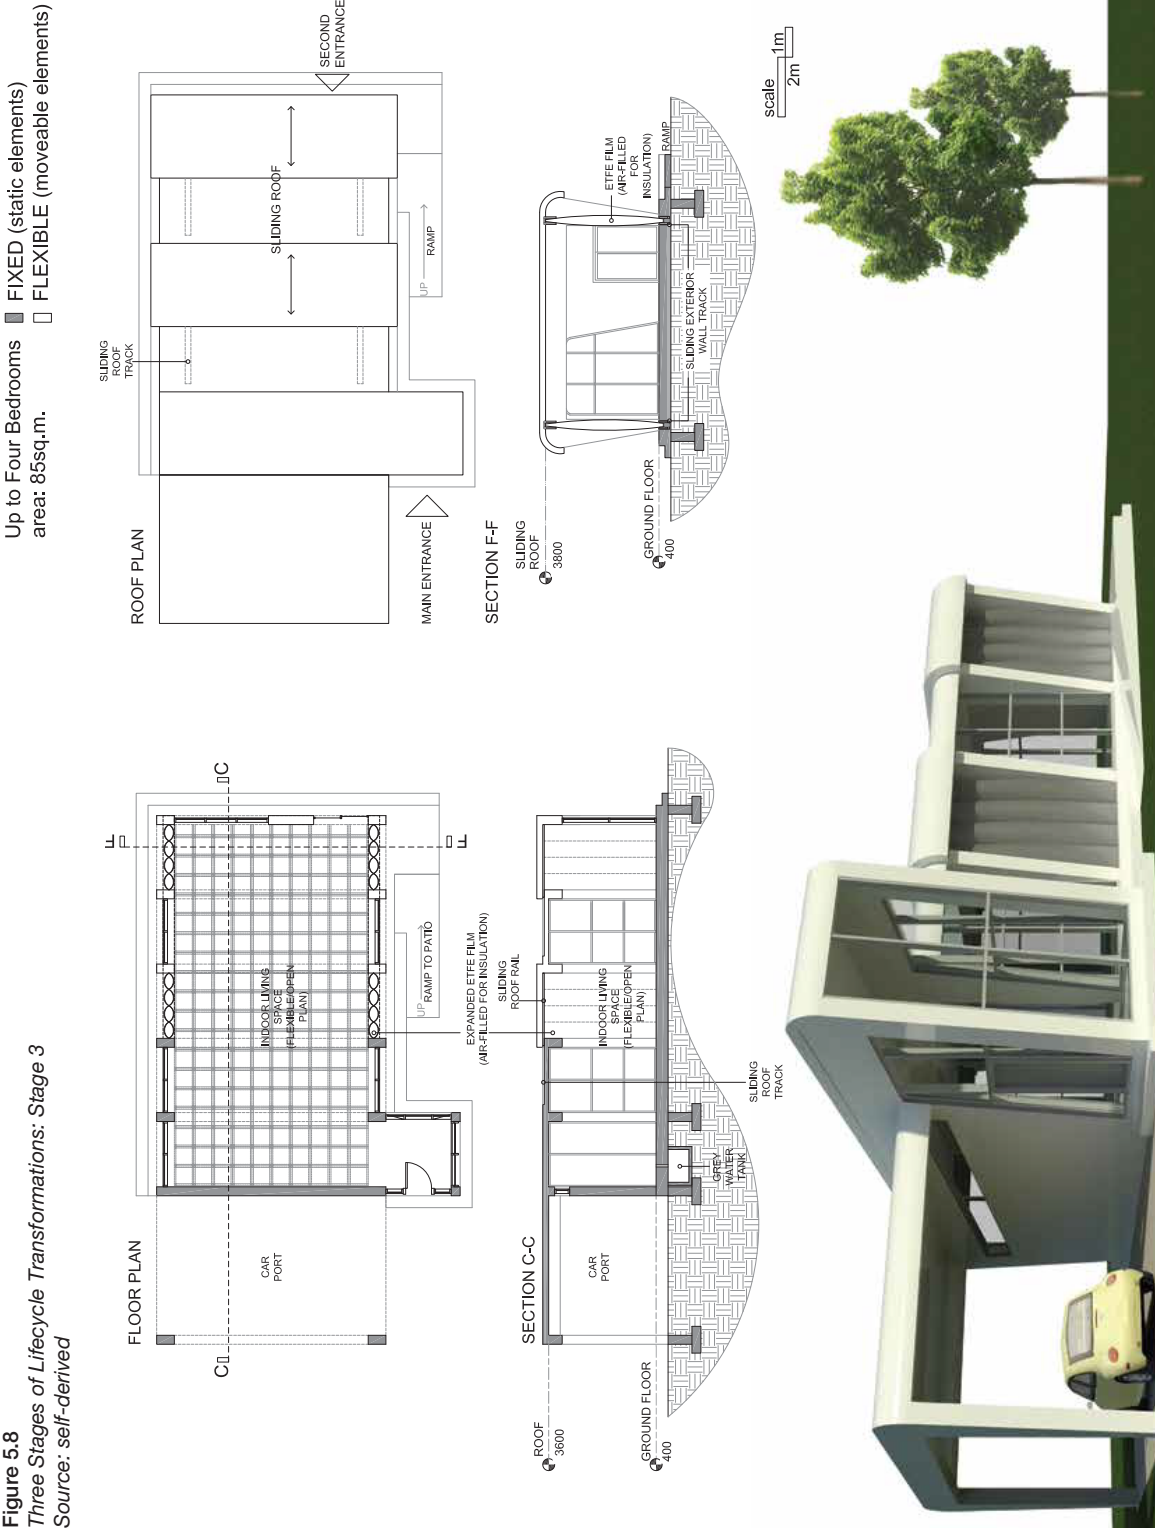 Figure 5.8
Three Stages of Lifecycle Transformations: Stage 3
Source: self-derived
Up to Four Bedrooms
area: 85sq.m.
FIXED (static elements)
FLEXIBLE (moveable elements)
FLOOR PLAN
C
C
F
F
CAR
PORT
INDOOR LIVING
SPACE
(FLEXIBLE/OPEN
PLAN)
UP
RAMP TO PATIO
EXPANDED ETFE FILM
(AIR-FILLED FOR INSULATION)
SLIDING
ROOF RAIL
SECTION C-C
ROOF
3600
GROUND FLOOR
400
CAR
PORT
INDOOR LIVING
SPACE
(FLEXIBLE/OPEN
PLAN)
GREY
WATER
TANK
SLIDING
ROOF
TRACK
ROOF PLAN
SLIDING
ROOF
TRACK
SLIDING ROOF
SECOND
ENTRANCE
UP
RAMP
MAIN ENTRANCE
SECTION F-F
SLIDING
ROOF
3800
GROUND FLOOR
400
SLIDING EXTERIOR
WALL TRACK
ETFE FILM
(AIR-FILLED
FOR
INSULATION)
RAMP
scale
1m
2m